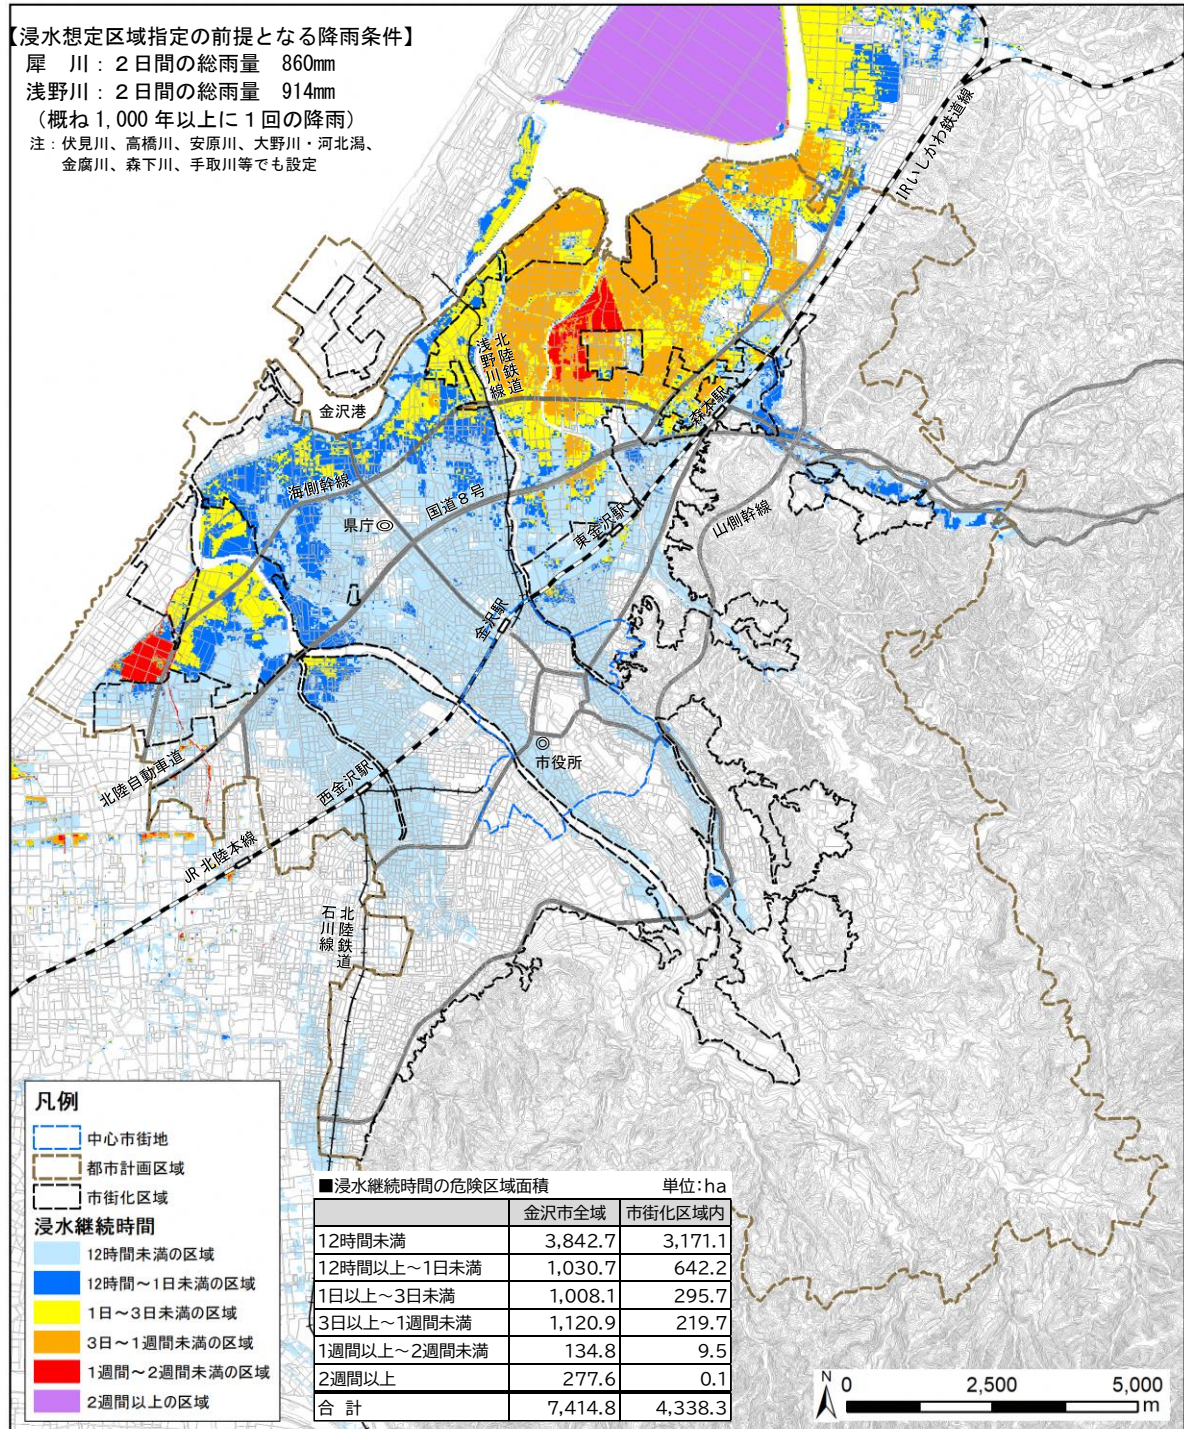 【浸水想定区域指定の前提となる降雨条件】
犀　川：２日間の総雨量　860mm
浅野川：２日間の総雨量　914mm
（概ね1,000年以上に１回の降雨）
注：伏見川、高橋川、安原川、大野川・河北潟、
金腐川、森下川、手取川等でも設定
IRいしかわ鉄道線
北陸鉄道
浅野川線
金沢港
森本駅
海側幹線
国道８号
県庁
東金沢駅
山側幹線
金沢駅
市役所
北陸自動車道
西金沢駅
JR北陸本線
北陸鉄道
石川線
凡例
中心市街地
都市計画区域
市街化区域
浸水継続時間
12時間未満の区域
12時間～1日未満の区域
1日～3日未満の区域
3日～1週間未満の区域
1週間～2週間未満の区域
2週間以上の区域
■浸水継続時間の危険区域面積　単位：ha
金沢市全域　市街化区域内
12時間未満　3,842.7　3,171.1
12時間以上～1日未満　1,030.7　642.2
1日以上～3日未満　1,008.1　295.7
3日以上～1週間未満　1,120.9　219.7
1週間以上～2週間未満　134.8　9.5
2週間以上　277.6　0.1
合 計　7,414.8　4,338.3
N
0　2,500　5,000
m